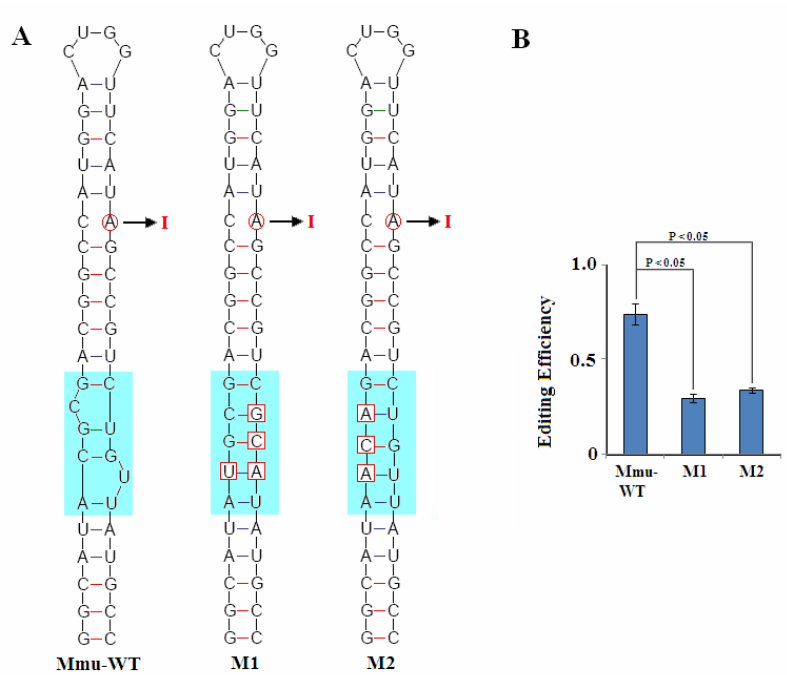 A
B
U G U G U G
C G C G C G
A U A U A U
G U G U G U
G C G C G C
U A U A U A
A U A U A U
C A I C A I C A I
C G C G C G
G C G C G C
G C G C G C
C G C G C G
A U A U A U
G C G C G C
C C G A U
G U G C C G
C G U A A U
U
A U A U A U
U A U A U A
A U A U A U
C G C G C G
G C G C G C
G C G C G C
Mmu-WT M1 M2
P < 0.05
P < 0.05
Editing Efficiency
1.0
0.5
0
Mmu-
WT
M1
M2